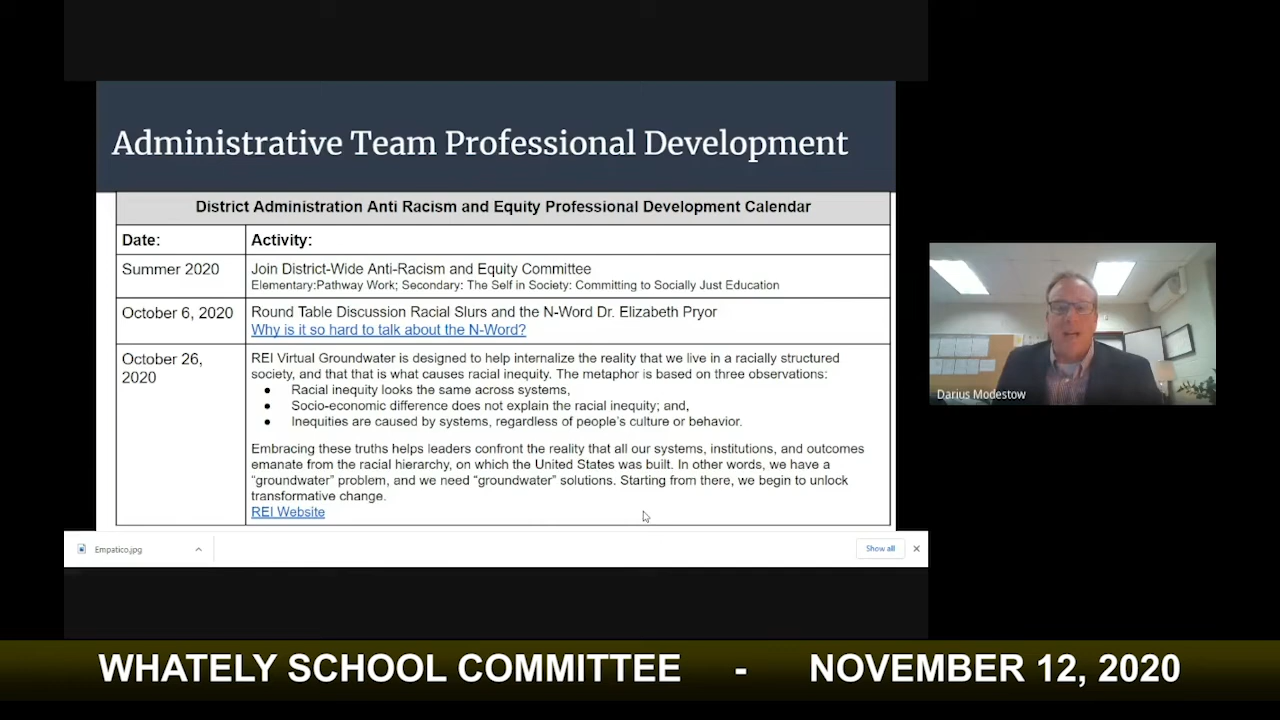 Administrative Team Professional Development
District Administration Anti Racism and Equity Professional Development Calendar
Date:
Activity:
Summer 2020
Join District-Wide Anti-Racism and Equity Committee
Elementary:Pathway Work; Secondary: The Self in Society: Committing to Socially Just Education
October 6, 2020
Round Table Discussion Racial Slurs and the N-Word Dr. Elizabeth Pryor
Why is it so hard to talk about the N-Word?
October 26,
2020
REI Virtual Groundwater is designed to help internalize the reality that we live in a racially structured
society, and that that is what causes racial inequity. The metaphor is based on three observations:
● Racial inequity looks the same across systems,
● Socio-economic difference does not explain the racial inequity; and,
● Inequities are caused by systems, regardless of people's culture or behavior.
Embracing these truths helps leaders confront the reality that all our systems, institutions, and outcomes
emanate from the racial hierarchy, on which the United States was built. In other words, we have a
“groundwater” problem, and we need “groundwater” solutions. Starting from there, we begin to unlock
transformative change.
REI Website
Darius Modestow
Empatico.jpg
Show all
WHATELY SCHOOL COMMITTEE - NOVEMBER 12, 2020